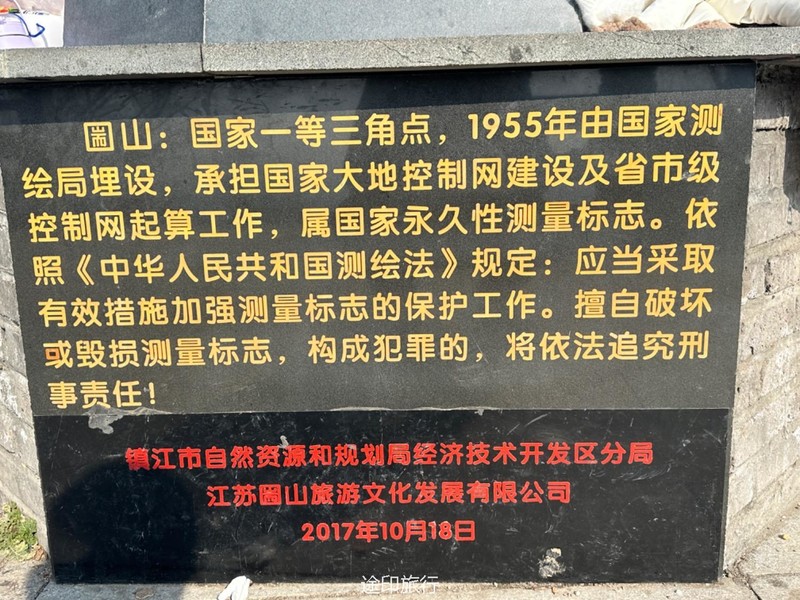 圌山：国家一等三角点，1955年由国家测
绘局埋设，承担国家大地控制网建设及省市级
控制网起算工作，属国家永久性测量标志。依
照《中华人民共和国测绘法》规定：应当采取
有效措施加强测量标志的保护工作。擅自破坏
或毁损测量标志，构成犯罪的，将依法追究刑
事责任！
镇江市自然资源和规划局经济技术开发区分局
江苏圌山旅游文化发展有限公司
2017年10月18日
途印旅行